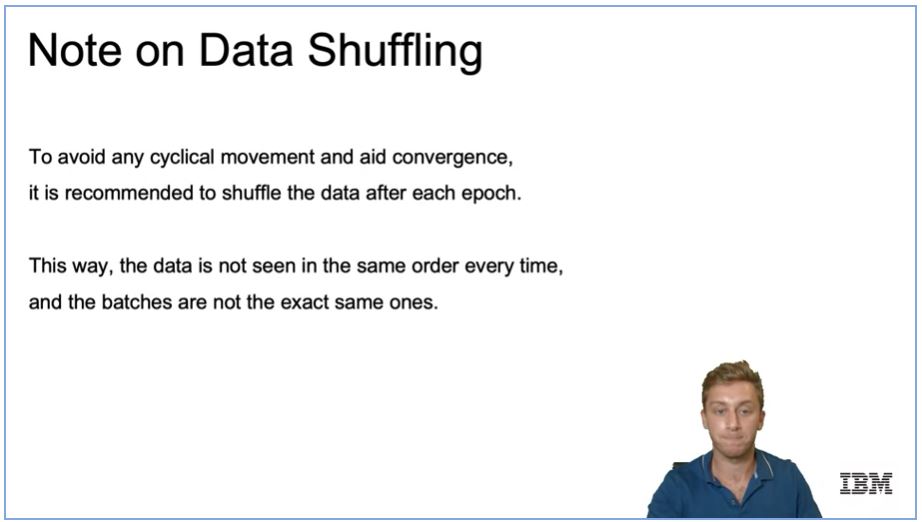 Note on Data Shuffling
To avoid any cyclical movement and aid convergence,
it is recommended to shuffle the data after each epoch.
This way, the data is not seen in the same order every time,
and the batches are not the exact same ones.
IBM